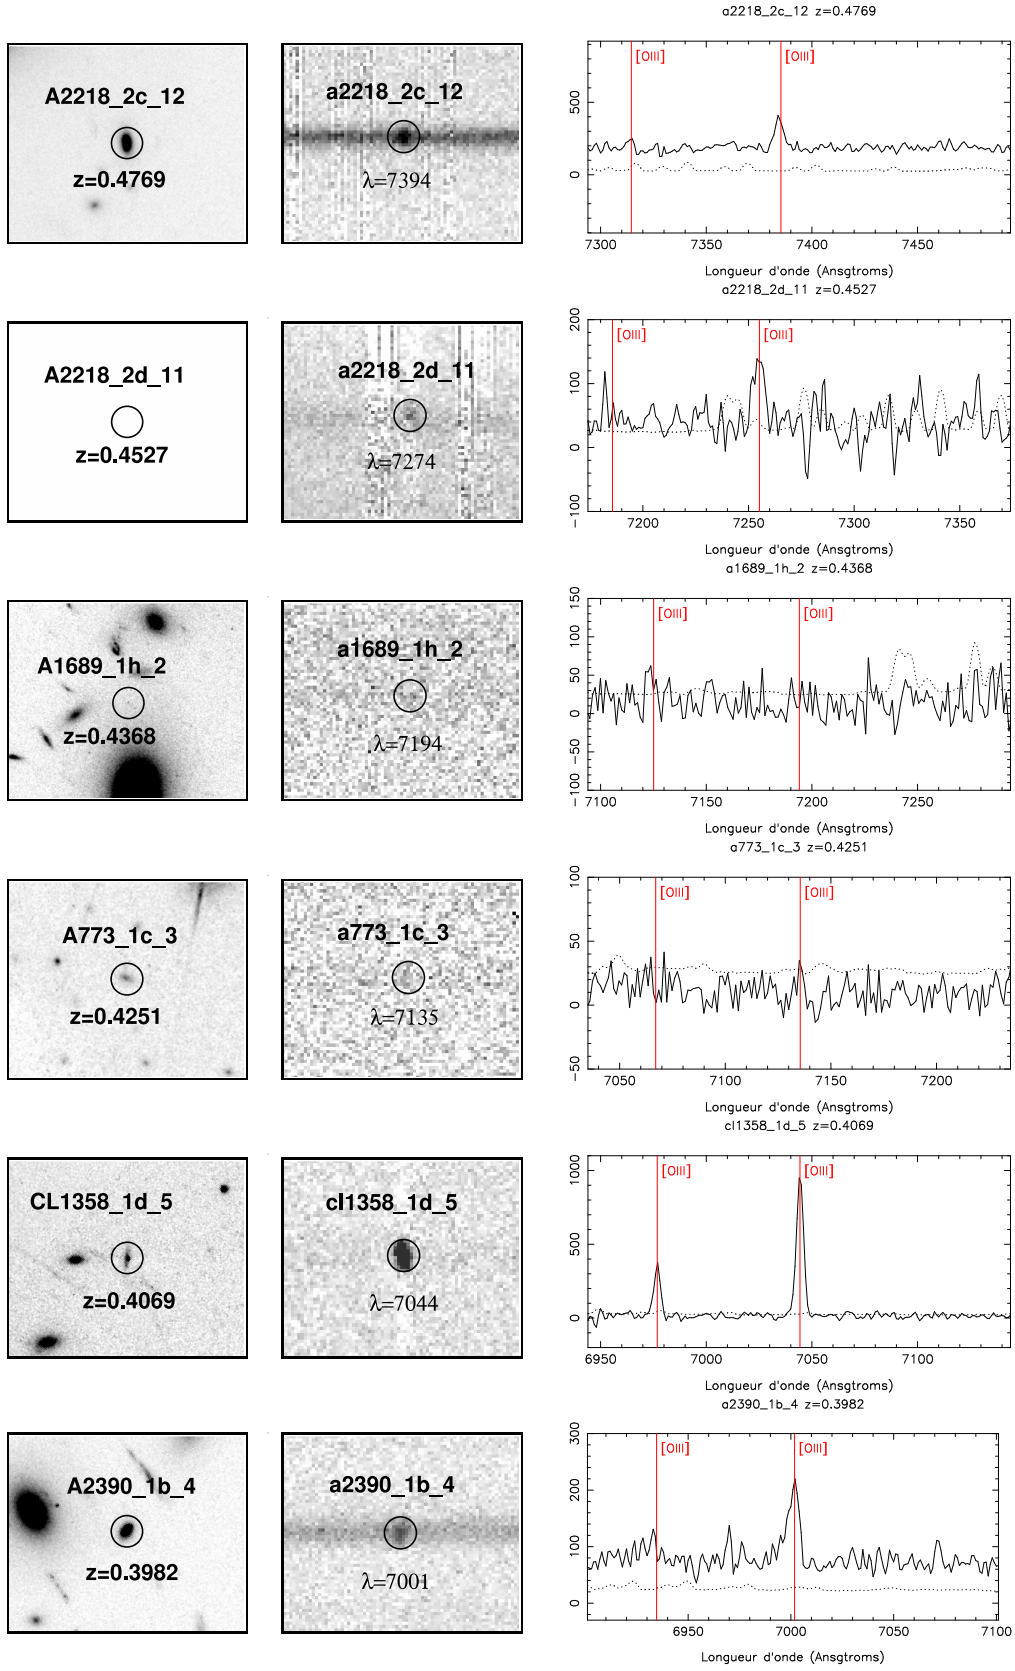 a2218_2c_12 z=0.4769
A2218_2c_12
z=0.4769
a2218_2c_12
λ=7394
[OIII] [OIII]
500
0
7300 7350 7400 7450
Longueur d'onde (Ansgtroms)
a2218_2d_11 z=0.4527
A2218_2d_11
z=0.4527
a2218_2d_11
λ=7274
[OIII] [OIII]
200
100
0
−100
7200 7250 7300 7350
Longueur d'onde (Ansgtroms)
a1689_1h_2 z=0.4368
A1689_1h_2
z=0.4368
a1689_1h_2
λ=7194
[OIII] [OIII]
150
100
50
0
−50
−100
7100 7150 7200 7250
Longueur d'onde (Ansgtroms)
a773_1c_3 z=0.4251
A773_1c_3
z=0.4251
a773_1c_3
λ=7135
[OIII] [OIII]
100
50
0
−50
7050 7100 7150 7200
Longueur d'onde (Ansgtroms)
cl1358_1d_5 z=0.4069
CL1358_1d_5
z=0.4069
cl1358_1d_5
λ=7044
[OIII] [OIII]
1000
500
0
6950 7000 7050 7100
Longueur d'onde (Ansgtroms)
a2390_1b_4 z=0.3982
A2390_1b_4
z=0.3982
a2390_1b_4
λ=7001
[OIII] [OIII]
300
200
100
0
6950 7000 7050 7100
Longueur d'onde (Ansgtroms)